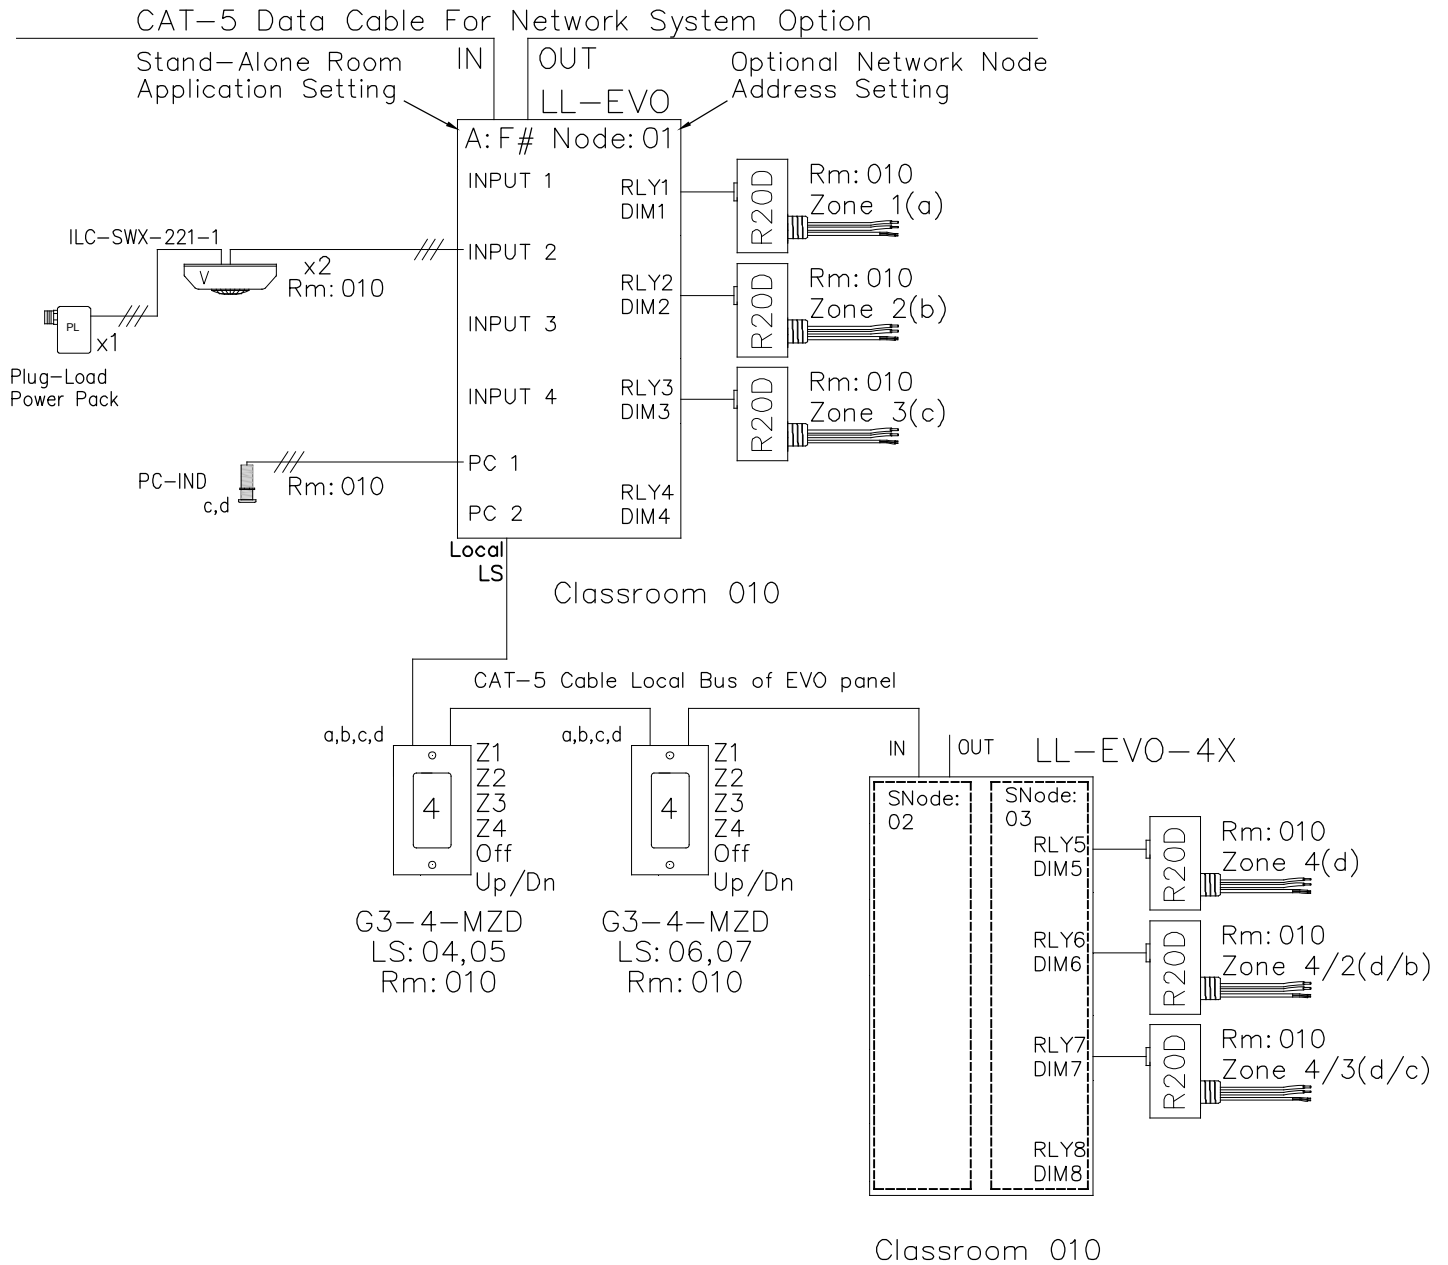 CAT-5 Data Cable For Network System Option
Stand-Alone Room
Application Setting
IN
OUT
Optional Network Node
Address Setting
LL-EVO
A: F# Node: 01
INPUT 1
INPUT 2
INPUT 3
INPUT 4
PC 1
PC 2
RLY1
DIM1
RLY2
DIM2
RLY3
DIM3
RLY4
DIM4
R20D
Rm: 010
Zone 1(a)
R20D
Rm: 010
Zone 2(b)
R20D
Rm: 010
Zone 3(c)
ILC-SWX-221-1
V
x2
Rm: 010
PL
x1
Plug-Load
Power Pack
PC-IND
c,d
Rm: 010
Local
LS
Classroom 010
CAT-5 Cable Local Bus of EVO panel
a,b,c,d
4
Z1
Z2
Z3
Z4
Off
Up/Dn
G3-4-MZD
LS: 04,05
Rm: 010
a,b,c,d
4
Z1
Z2
Z3
Z4
Off
Up/Dn
G3-4-MZD
LS: 06,07
Rm: 010
IN
OUT
LL-EVO-4X
SNode:
02
SNode:
03
RLY5
DIM5
RLY6
DIM6
RLY7
DIM7
RLY8
DIM8
R20D
Rm: 010
Zone 4(d)
R20D
Rm: 010
Zone 4/2(d/b)
R20D
Rm: 010
Zone 4/3(d/c)
Classroom 010